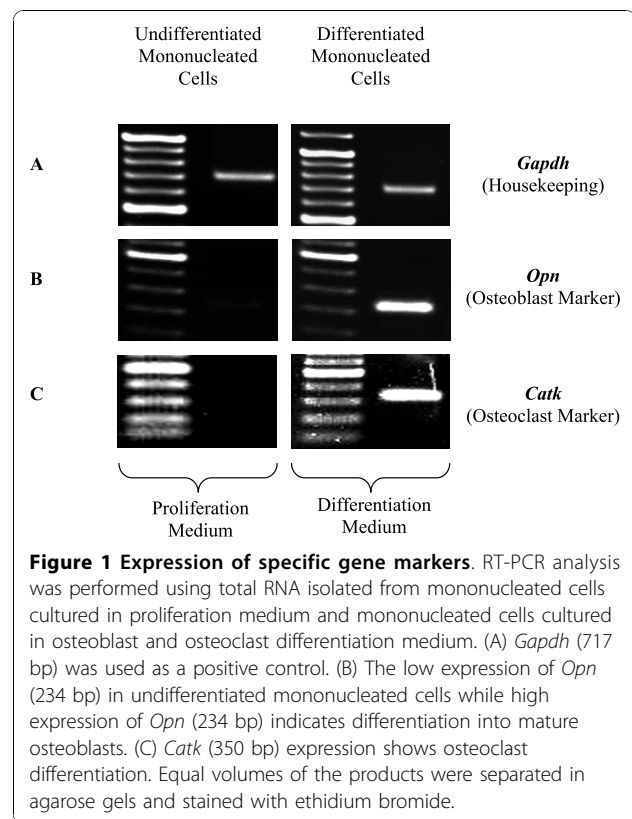 Undifferentiated
Mononucleated
Cells
Differentiated
Mononucleated
Cells
A
Gapdh
(Housekeeping)
B
Opn
(Osteoblast Marker)
C
Catk
(Osteoclast Marker)
Proliferation
Medium
Differentiation
Medium
Figure 1 Expression of specific gene markers. RT-PCR analysis
was performed using total RNA isolated from mononucleated cells
cultured in proliferation medium and mononucleated cells cultured
in osteoblast and osteoclast differentiation medium. (A) Gapdh (717
bp) was used as a positive control. (B) The low expression of Opn
(234 bp) in undifferentiated mononucleated cells while high
expression of Opn (234 bp) indicates differentiation into mature
osteoblasts. (C) Catk (350 bp) expression shows osteoclast
differentiation. Equal volumes of the products were separated in
agarose gels and stained with ethidium bromide.